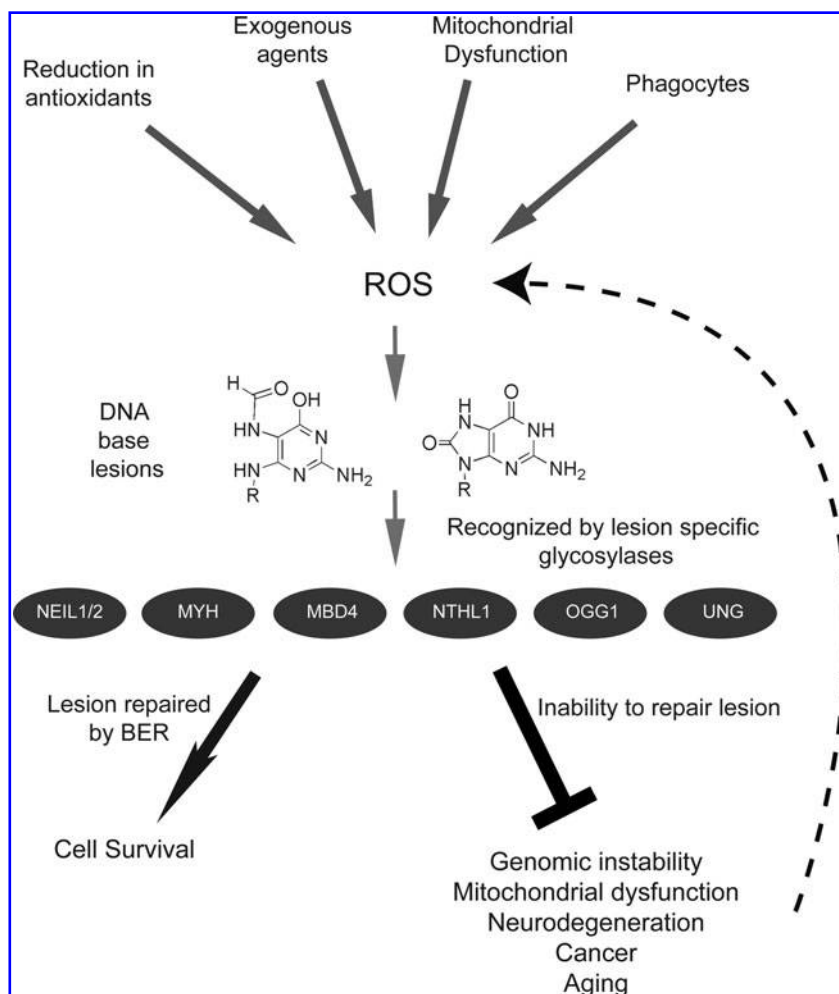 Exogenous
agents
Mitochondrial
Dysfunction
Reduction in
antioxidants
Phagocytes
ROS
DNA
base
lesions
H
O
OH
HN
N
HN
N
NH2
R
O
H
N
NH
O
N
N
NH2
R
Recognized by lesion specific
glycosylases
NEIL1/2
MYH
MBD4
NTHL1
OGG1
UNG
Lesion repaired
by BER
Inability to repair lesion
Cell Survival
Genomic instability
Mitochondrial dysfunction
Neurodegeneration
Cancer
Aging